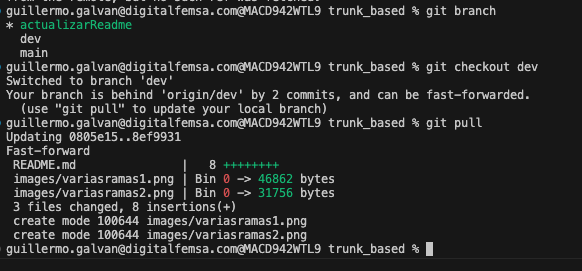 guillermo.galvan@digitalfemsa.com@MACD942WTL9 trunk_based % git branch
* actualizarReadme
dev
main
guillermo.galvan@digitalfemsa.com@MACD942WTL9 trunk_based % git checkout dev
Switched to branch 'dev'
Your branch is behind 'origin/dev' by 2 commits, and can be fast-forwarded.
(use "git pull" to update your local branch)
guillermo.galvan@digitalfemsa.com@MACD942WTL9 trunk_based % git pull
Updating 0805e15..8ef9931
Fast-forward
README.md | 8 ++++++++
images/variasramas1.png | Bin 0 -> 46862 bytes
images/variasramas2.png | Bin 0 -> 31756 bytes
3 files changed, 8 insertions(+)
create mode 100644 images/variasramas1.png
create mode 100644 images/variasramas2.png
guillermo.galvan@digitalfemsa.com@MACD942WTL9 trunk_based %